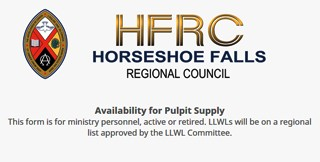 HFRC
HORSESHOE FALLS
REGIONAL COUNCIL
Availability for Pulpit Supply
This form is for ministry personnel, active or retired. LLWLs will be on a regional
list approved by the LLWL Committee.